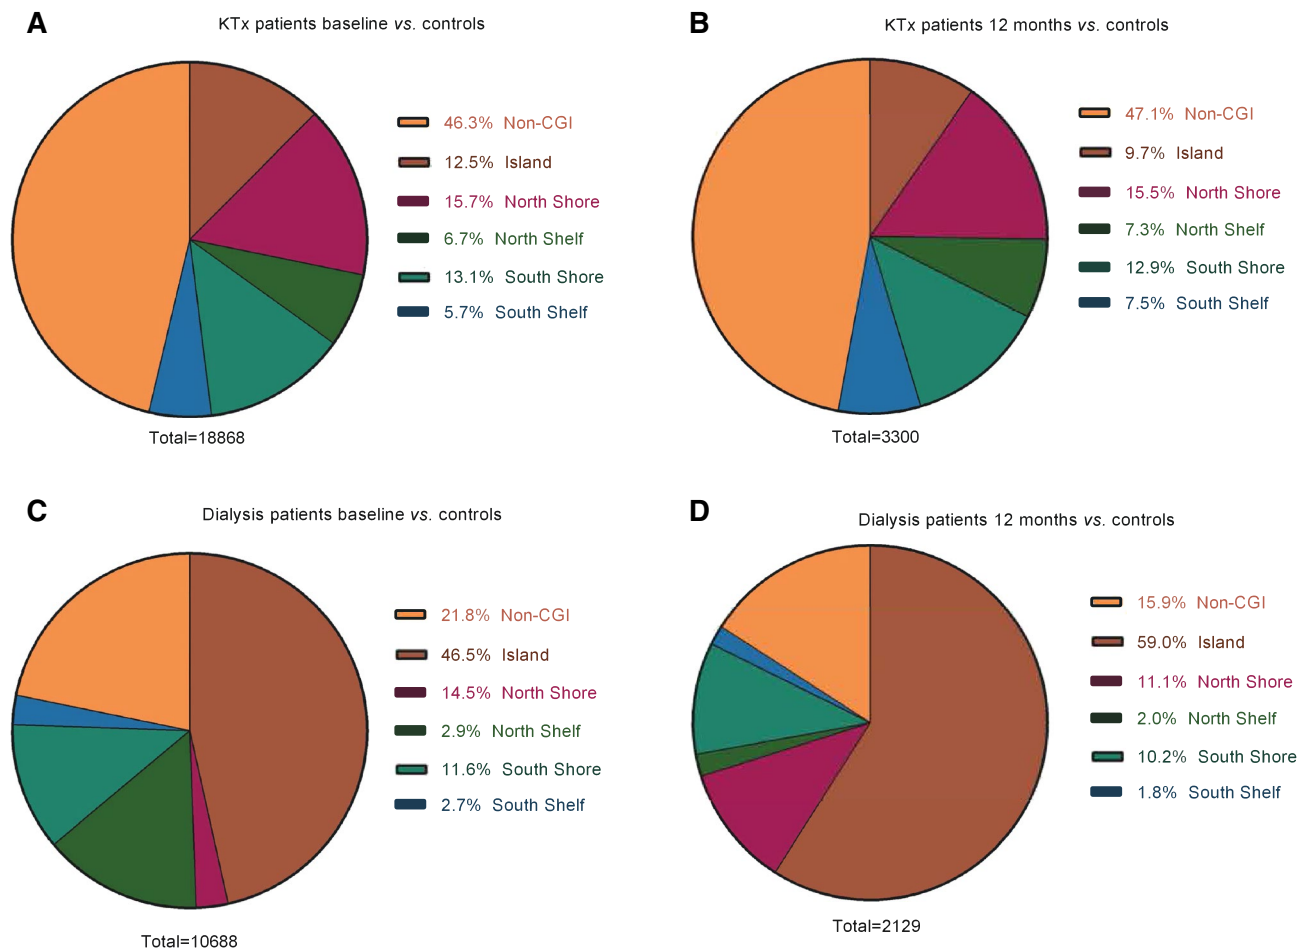 A
KTx patients baseline vs. controls
46.3% Non-CGI
12.5% Island
15.7% North Shore
6.7% North Shelf
13.1% South Shore
5.7% South Shelf
Total=18868
B
KTx patients 12 months vs. controls
47.1% Non-CGI
9.7% Island
15.5% North Shore
7.3% North Shelf
12.9% South Shore
7.5% South Shelf
Total=3300
C
Dialysis patients baseline vs. controls
21.8% Non-CGI
46.5% Island
14.5% North Shore
2.9% North Shelf
11.6% South Shore
2.7% South Shelf
Total=10688
D
Dialysis patients 12 months vs. controls
15.9% Non-CGI
59.0% Island
11.1% North Shore
2.0% North Shelf
10.2% South Shore
1.8% South Shelf
Total=2129